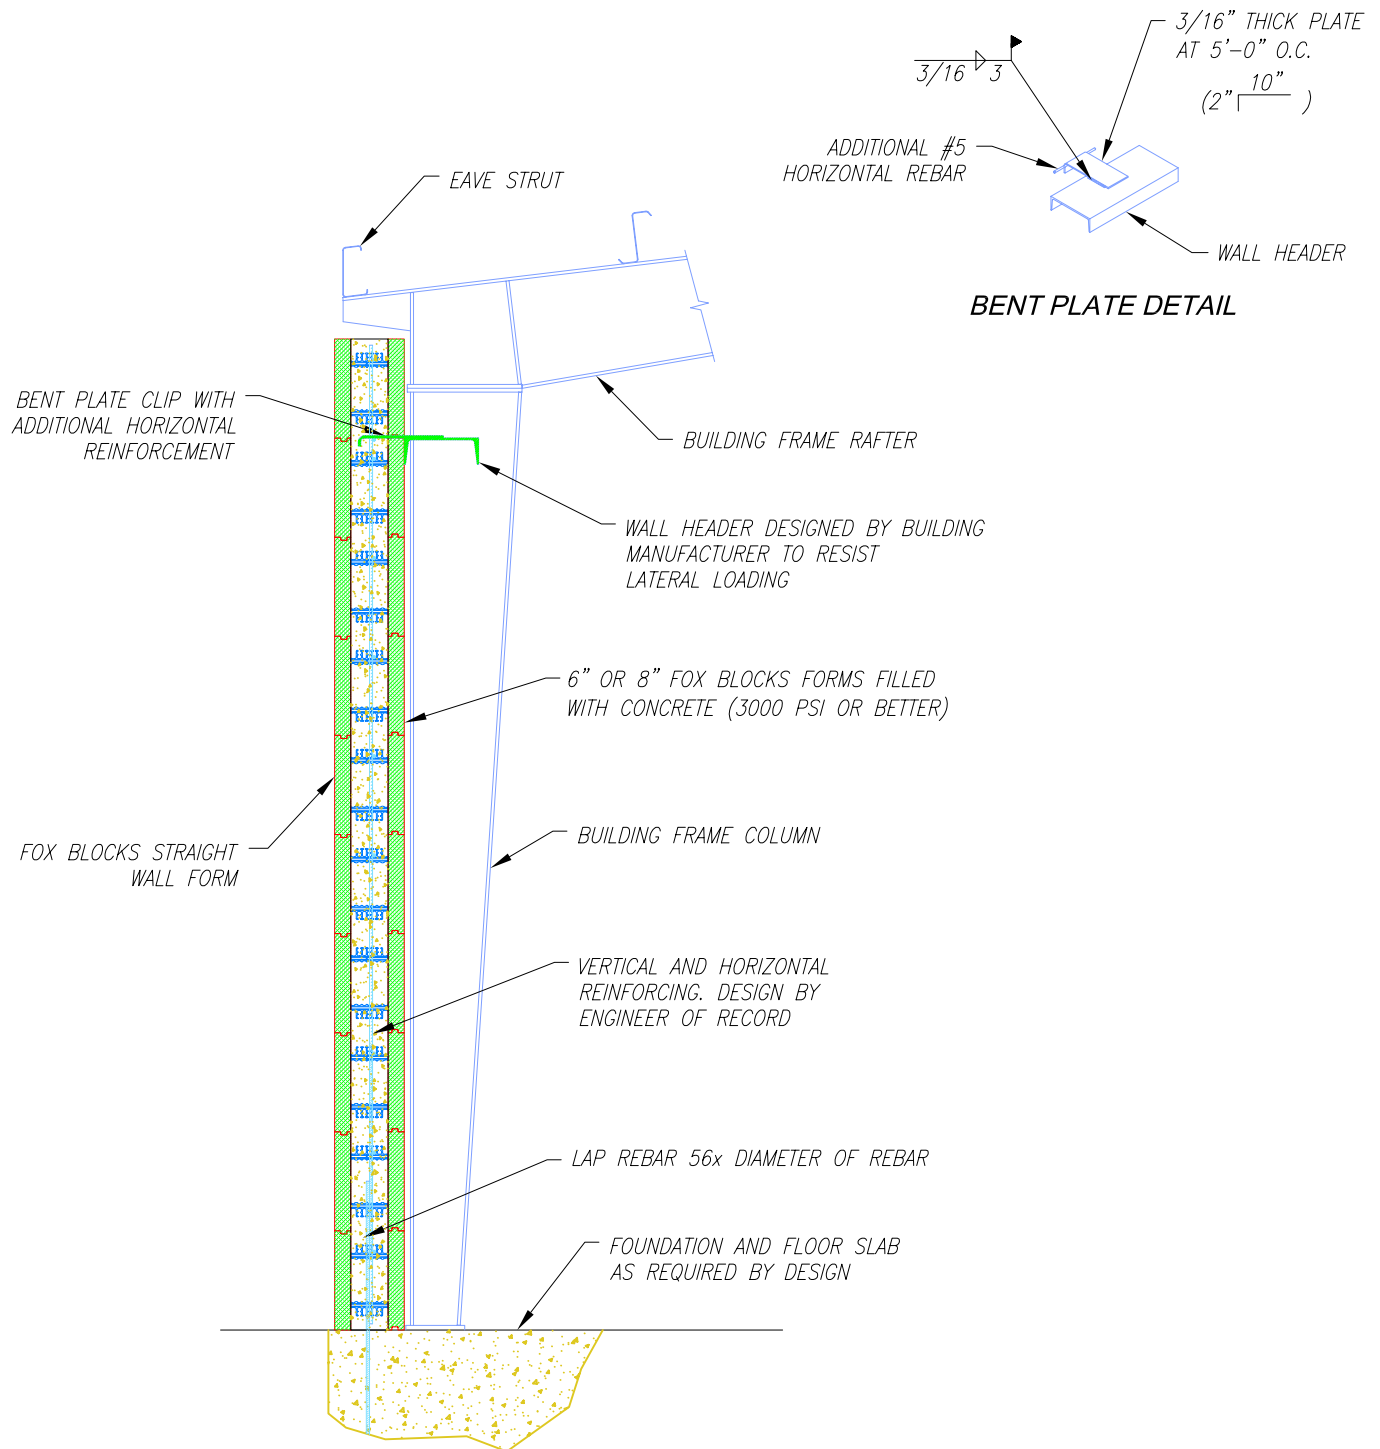 3/16” THICK PLATE
AT 5’-0” O.C.
(2” 10” )
3/16 3
ADDITIONAL #5
HORIZONTAL REBAR
WALL HEADER
BENT PLATE DETAIL
EAVE STRUT
BENT PLATE CLIP WITH
ADDITIONAL HORIZONTAL
REINFORCEMENT
BUILDING FRAME RAFTER
WALL HEADER DESIGNED BY BUILDING
MANUFACTURER TO RESIST
LATERAL LOADING
6” OR 8” FOX BLOCKS FORMS FILLED
WITH CONCRETE (3000 PSI OR BETTER)
FOX BLOCKS STRAIGHT
WALL FORM
BUILDING FRAME COLUMN
VERTICAL AND HORIZONTAL
REINFORCING. DESIGN BY
ENGINEER OF RECORD
LAP REBAR 56x DIAMETER OF REBAR
FOUNDATION AND FLOOR SLAB
AS REQUIRED BY DESIGN